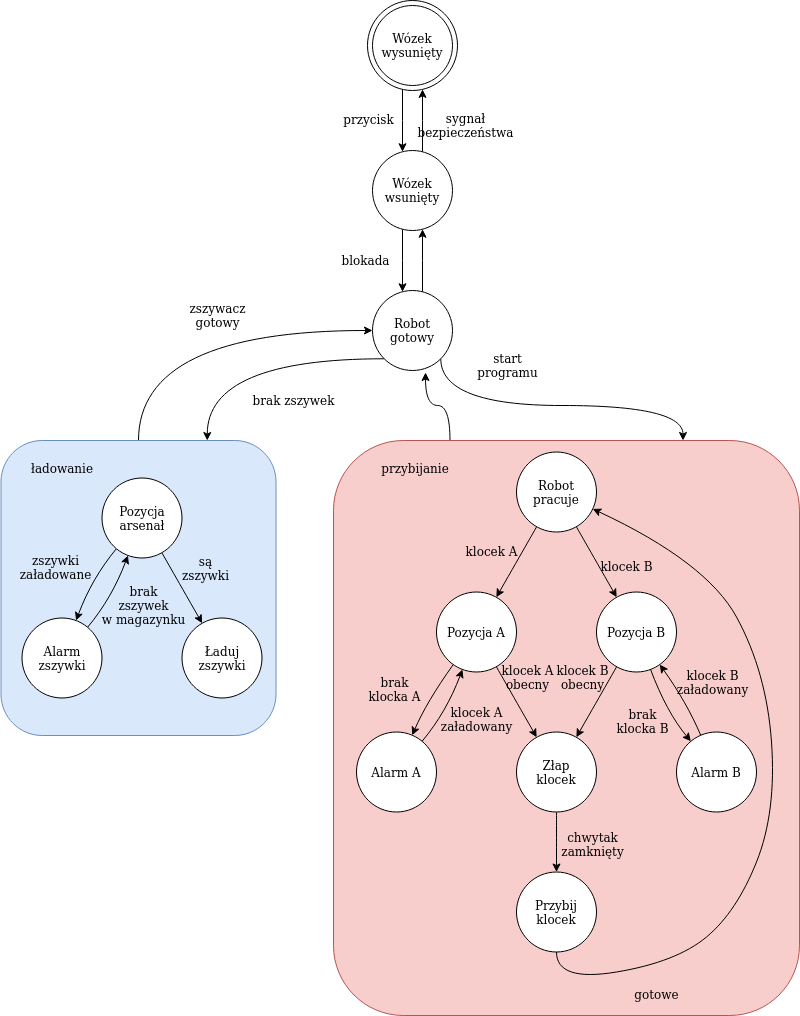 Wózek
wysunięty
przycisk
sygnał
bezpieczeństwa
Wózek
wsunięty
blokada
zszywacz
gotowy
Robot
gotowy
start
programu
brak zszywek
ładowanie
Pozycja
arsenał
zszywki
załadowane
są
zszywki
brak
zszywek
w magazynku
Alarm
zszywki
Ładuj
zszywki
przybijanie
Robot
pracuje
klocek A
klocek B
Pozycja A
Pozycja B
brak
klocka A
klocek A
obecny
klocek B
obecny
klocek B
załadowany
klocek A
załadowany
brak
klocka B
Alarm A
Złap
klocek
Alarm B
chwytak
zamknięty
Przybij
klocek
gotowe